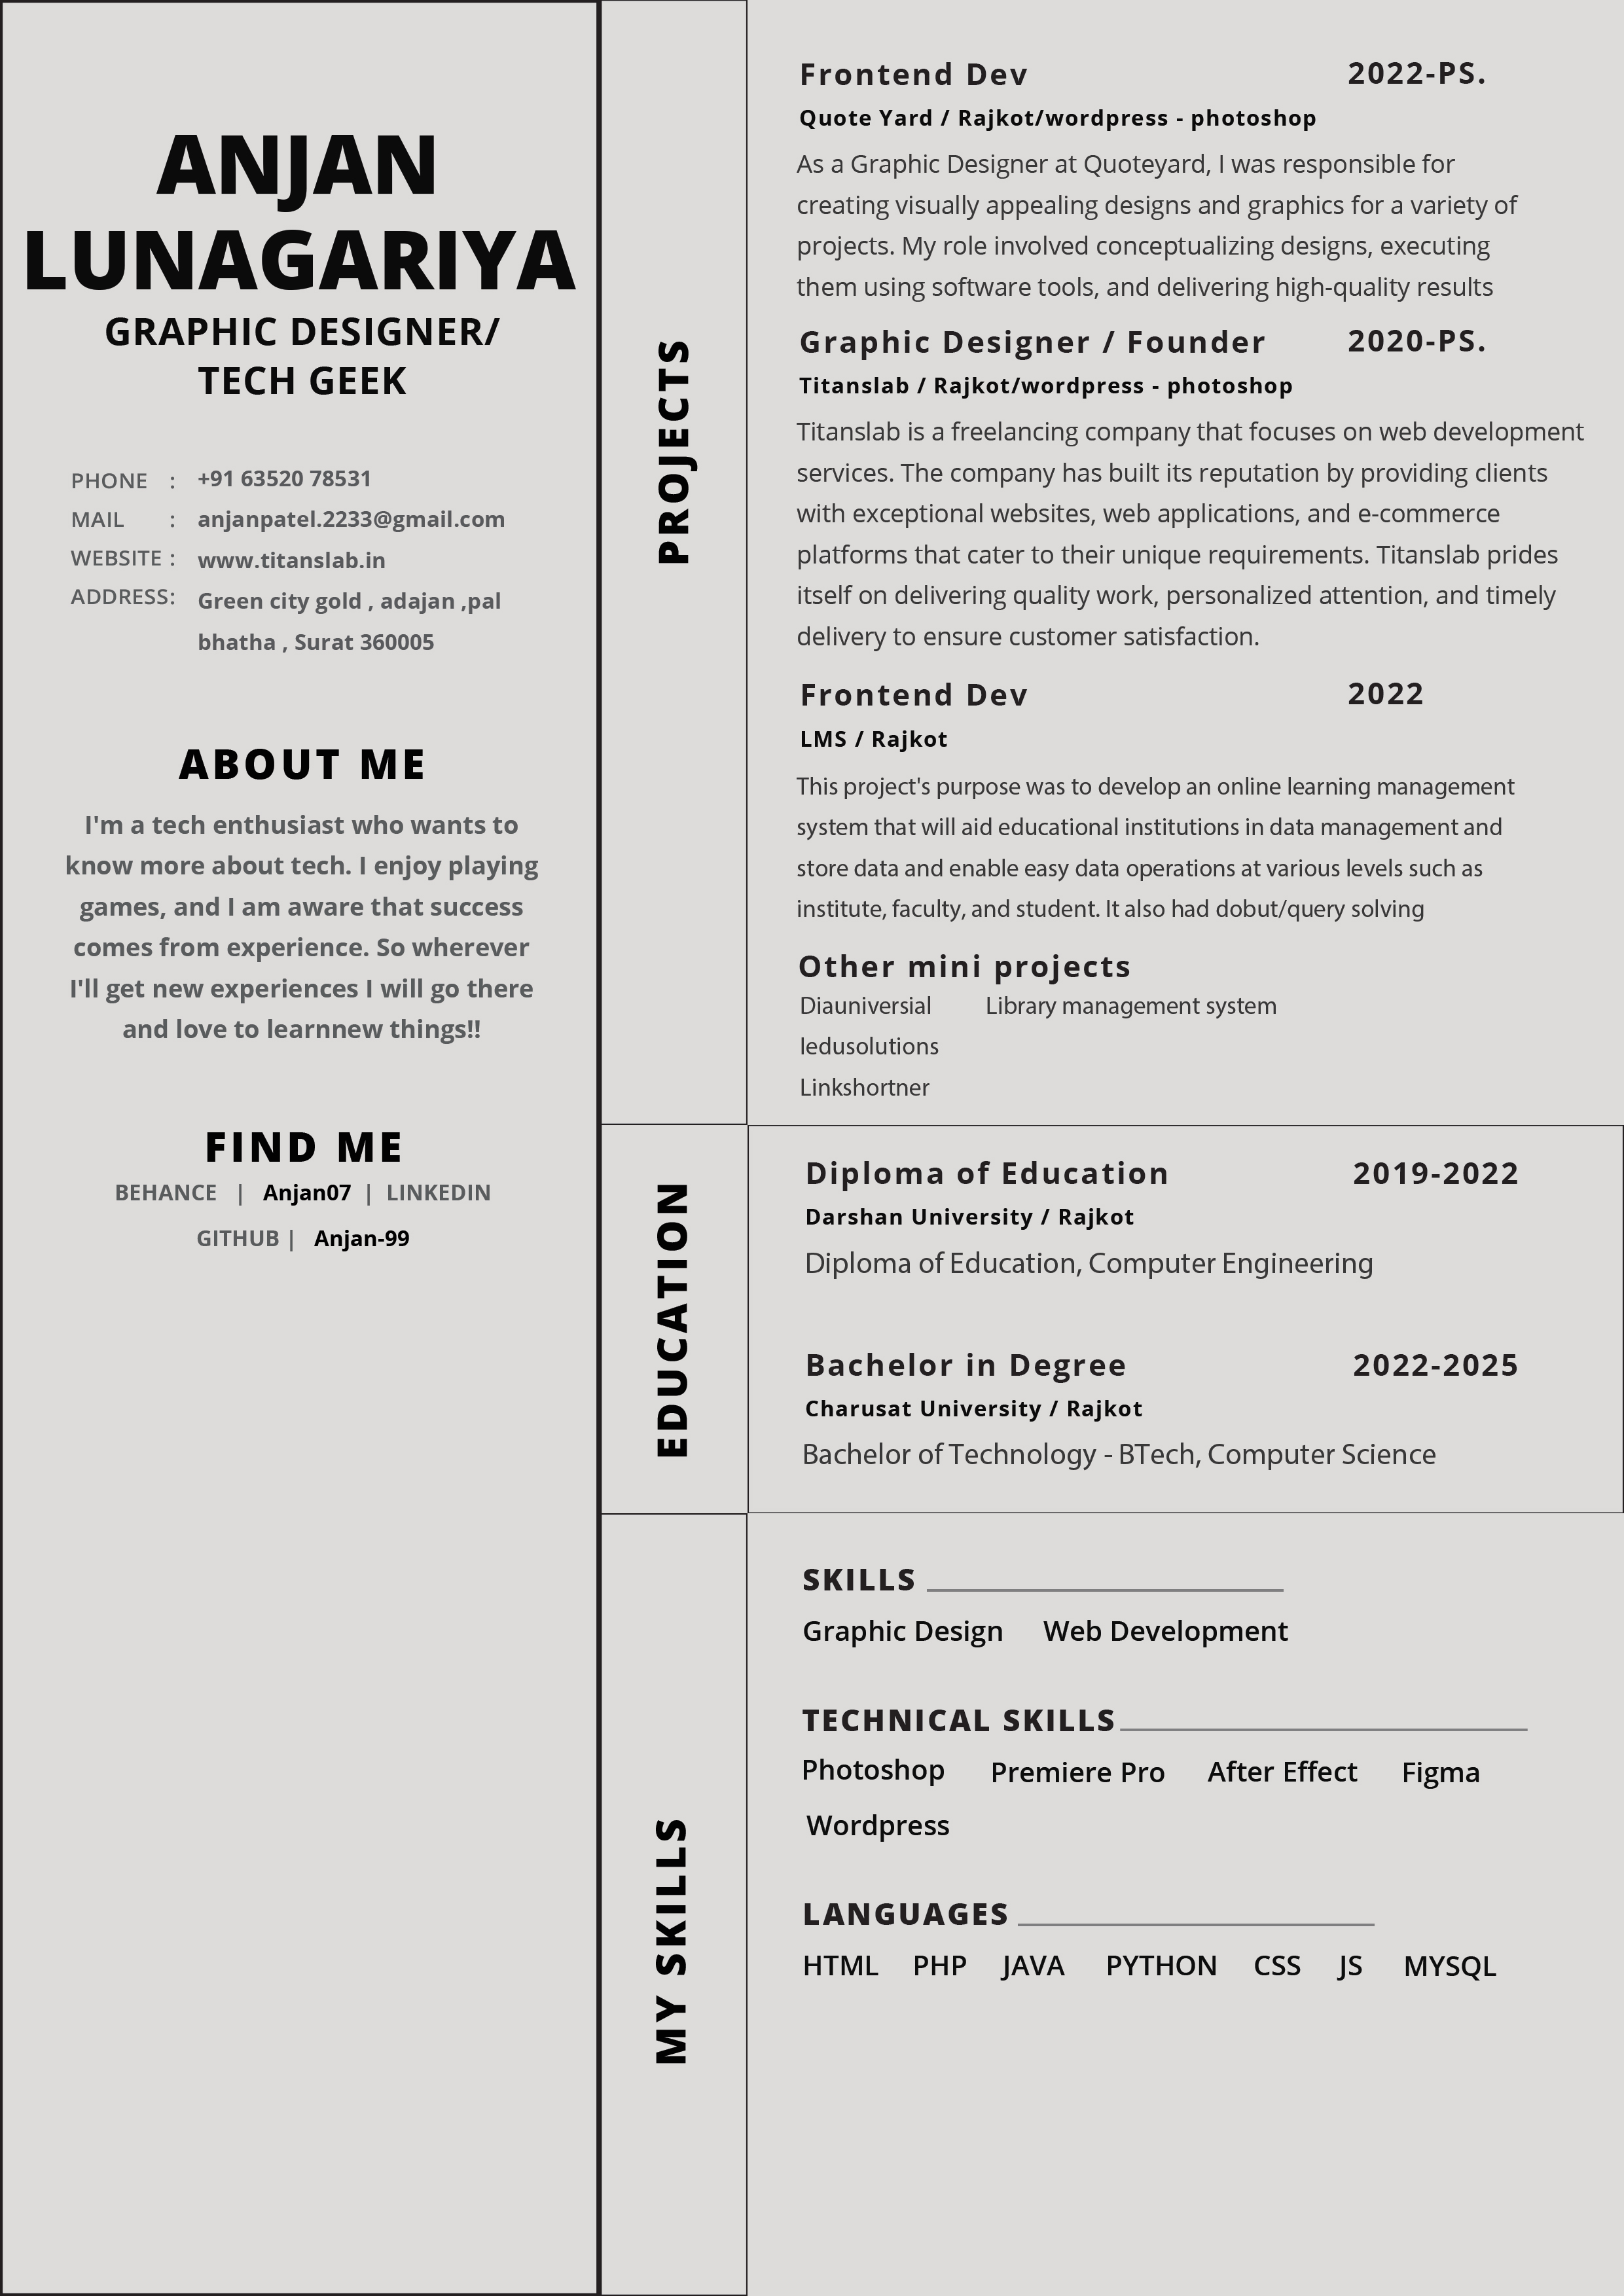 ANJAN
LUNAGARIYA
GRAPHIC DESIGNER/
TECH GEEK
PHONE : +91 63520 78531
MAIL : anjanpatel.2233@gmail.com
WEBSITE : www.titanslab.in
ADDRESS: Green city gold , adajan ,pal
bhatha , Surat 360005
ABOUT ME
I'm a tech enthusiast who wants to
know more about tech. I enjoy playing
games, and I am aware that success
comes from experience. So wherever
I'll get new experiences I will go there
and love to learnnew things!!
FIND ME
BEHANCE | Anjan07 | LINKEDIN
GITHUB | Anjan-99
PROJECTS
Frontend Dev 2022-PS.
Quote Yard / Rajkot/wordpress - photoshop
As a Graphic Designer at Quoteyard, I was responsible for
creating visually appealing designs and graphics for a variety of
projects. My role involved conceptualizing designs, executing
them using software tools, and delivering high-quality results
Graphic Designer / Founder 2020-PS.
Titanslab / Rajkot/wordpress - photoshop
Titanslab is a freelancing company that focuses on web development
services. The company has built its reputation by providing clients
with exceptional websites, web applications, and e-commerce
platforms that cater to their unique requirements. Titanslab prides
itself on delivering quality work, personalized attention, and timely
delivery to ensure customer satisfaction.
Frontend Dev 2022
LMS / Rajkot
This project's purpose was to develop an online learning management
system that will aid educational institutions in data management and
store data and enable easy data operations at various levels such as
institute, faculty, and student. It also had dobut/query solving
Other mini projects
Diauniversial Library management system
ledusolutions
Linkshortner
EDUCATION
Diploma of Education 2019-2022
Darshan University / Rajkot
Diploma of Education, Computer Engineering
Bachelor in Degree 2022-2025
Charusat University / Rajkot
Bachelor of Technology - BTech, Computer Science
MY SKILLS
SKILLS
Graphic Design Web Development
TECHNICAL SKILLS
Photoshop Premiere Pro After Effect Figma
Wordpress
LANGUAGES
HTML PHP JAVA PYTHON CSS JS MYSQL